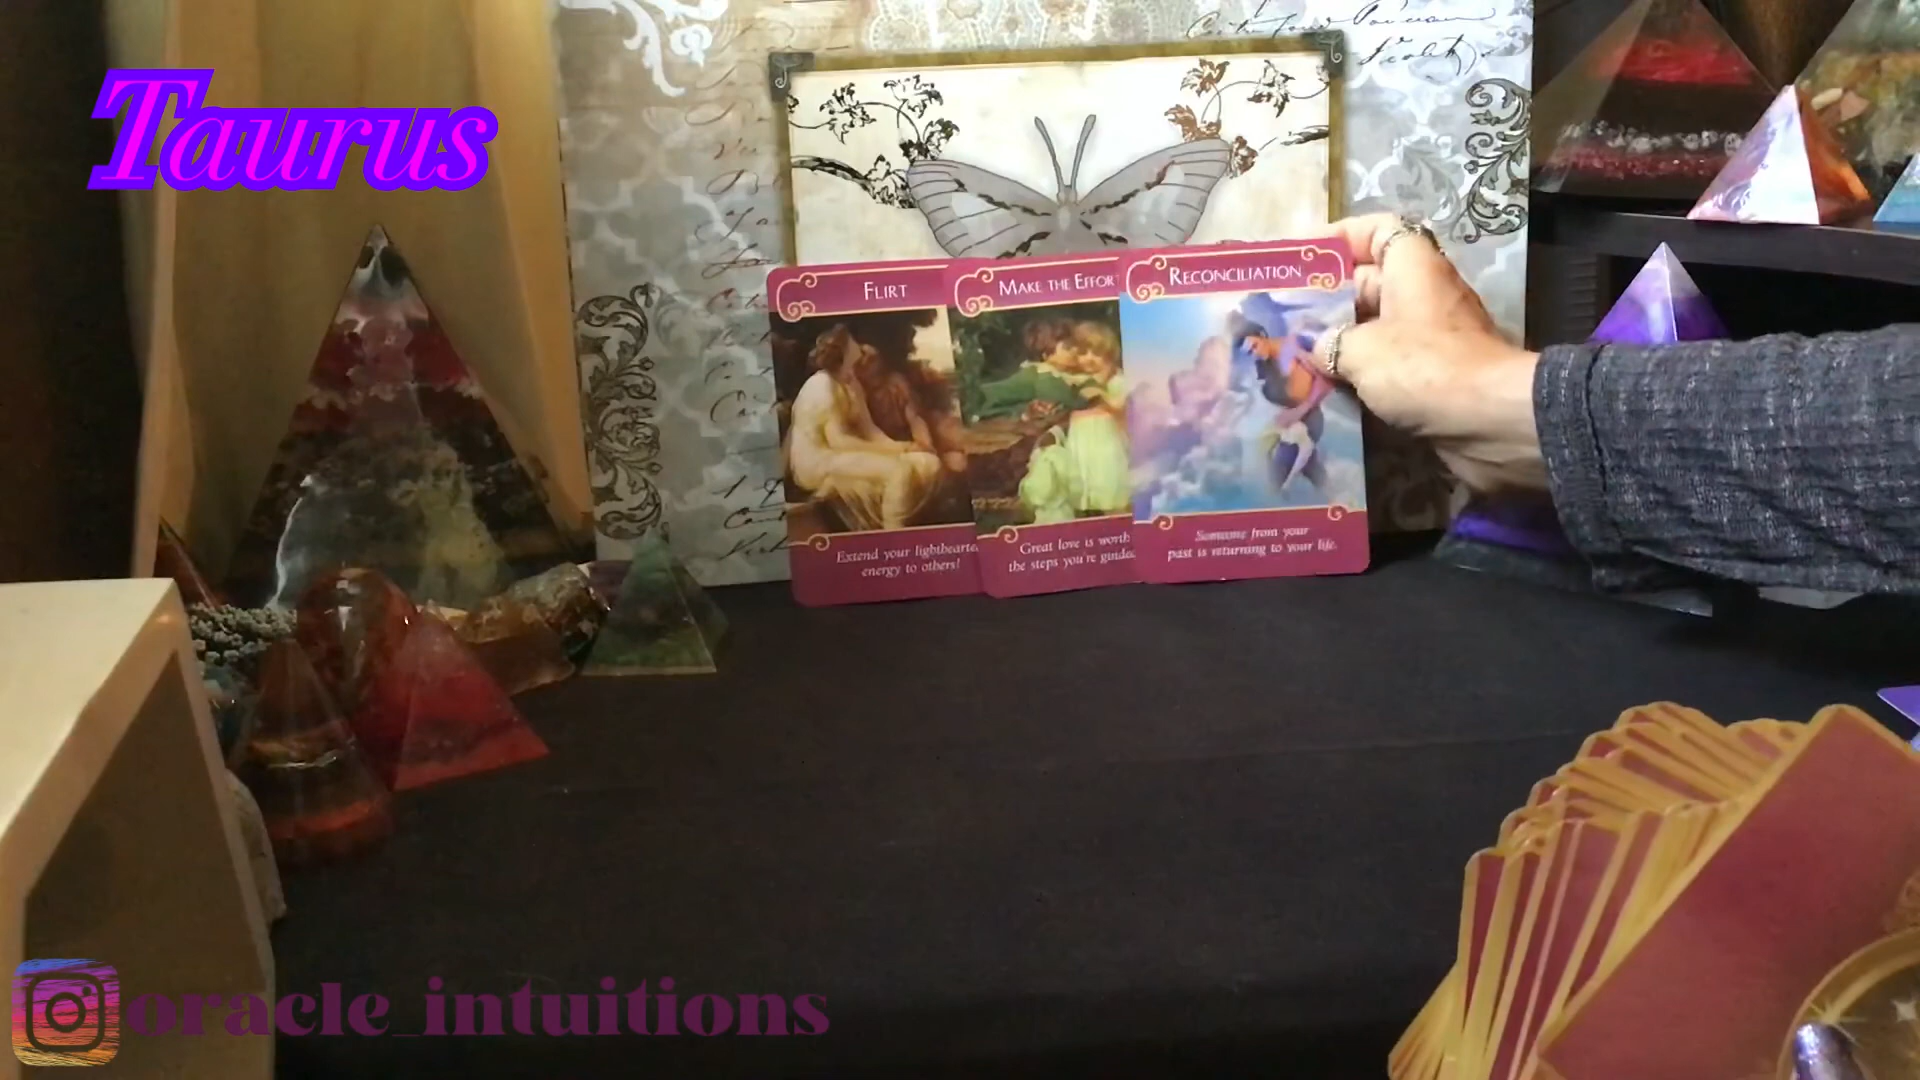 Taurus
FLIRT
MAKE THE EFFORT
RECONCILIATION
Extend your lighthearte
energy to others!
Great love is worth
the steps you're guided
Someone from your
past is returning to your life.
oracle_intuitions